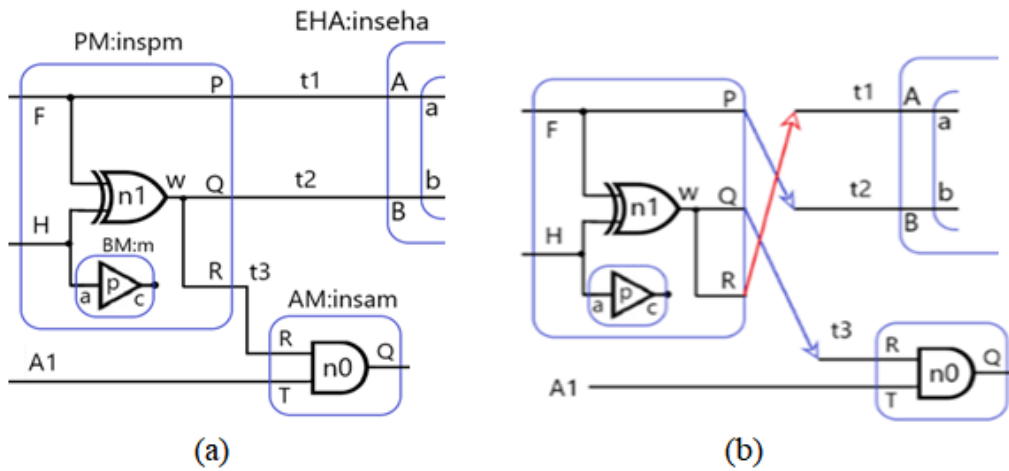 EHA:inseha
PM:inspm
P t1 A
F a
w Q t2 b
n1
H B
BM:m
R t3
a p c
AM:insam
R
A1 n0 Q
T
(a)
P t1 A
F a
w Q t2 b
n1
H B
R
a p c
t3
R Q
n0
A1 T
(b)